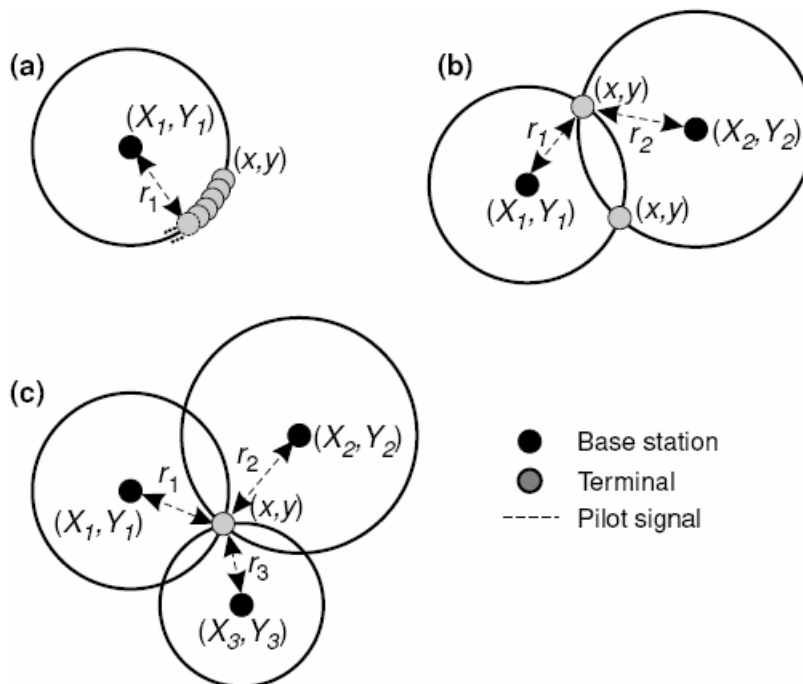 (a)
(X1,Y1)
r1
(x,y)
(b)
(x,y)
r1
r2
(X2,Y2)
(X1,Y1)
(x,y)
(c)
(X2,Y2)
r1
r2
(X1,Y1)
(x,y)
r3
(X3,Y3)
Base station
Terminal
Pilot signal